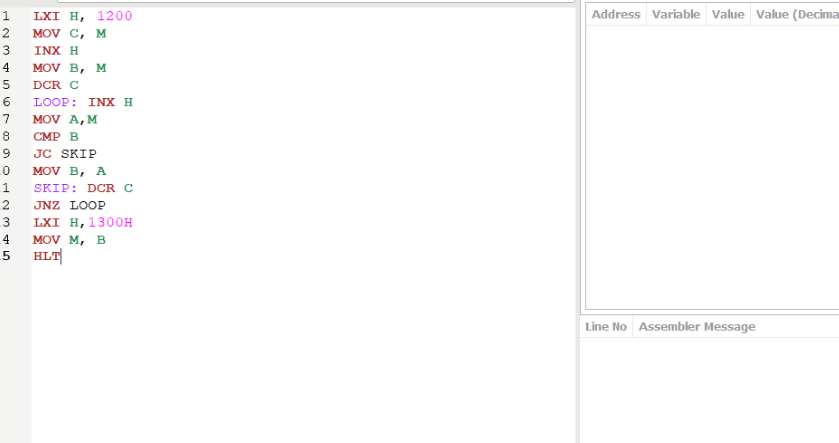 1 LXI H, 1200
2 MOV C, M
3 INX H
4 MOV B, M
5 DCR C
6 LOOP: INX H
7 MOV A,M
8 CMP B
9 JC SKIP
0 MOV B, A
1 SKIP: DCR C
2 JNZ LOOP
3 LXI H,1300H
4 MOV M, B
5 HLT
Address Variable Value Value (Decima
Line No Assembler Message